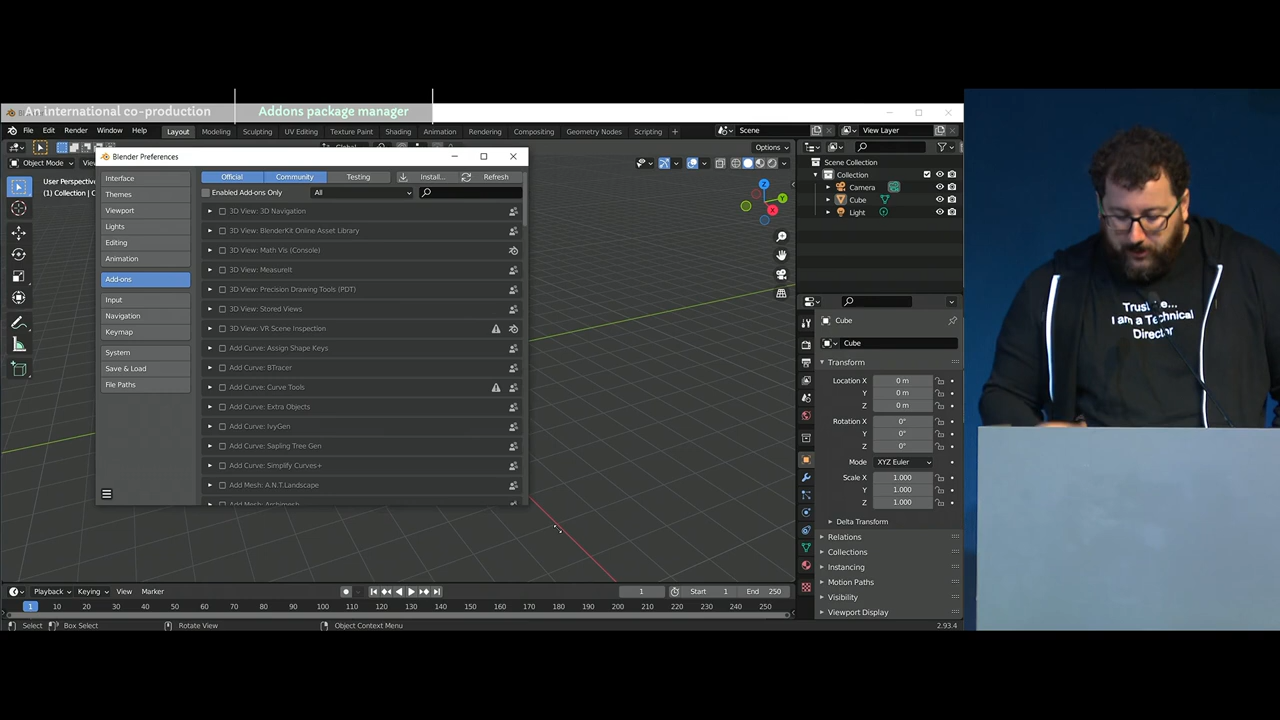 An international co-production
Addons package manager
File Edit Render Window Help
Layout Modeling Sculpting UV Editing Texture Paint Shading Animation Rendering Compositing Geometry Nodes Scripting +
Scene
View Layer
Object Mode
Options
User Perspective
(1) Collection |
Blender Preferences
Interface
Themes
Viewport
Lights
Editing
Animation
Add-ons
Input
Navigation
Keymap
System
Save & Load
File Paths
Official Community Testing Install... Refresh
Enabled Add-ons Only All
3D View: 3D Navigation
3D View: BlenderKit Online Asset Library
3D View: Math Vis (Console)
3D View: MeasureIt
3D View: Precision Drawing Tools (PDT)
3D View: Stored Views
3D View: VR Scene Inspection
Add Curve: Assign Shape Keys
Add Curve: BTracer
Add Curve: Curve Tools
Add Curve: Extra Objects
Add Curve: IvyGen
Add Curve: Sapling Tree Gen
Add Curve: Simplify Curves+
Add Mesh: A.N.T.Landscape
Add Mesh: Archimesh
Z
Y
X
Scene Collection
Collection
Camera
Cube
Light
Cube
Cube
Transform
Location X 0 m
Y 0 m
Z 0 m
Rotation X 0°
Y 0°
Z 0°
Mode XYZ Euler
Scale X 1.000
Y 1.000
Z 1.000
Delta Transform
Relations
Collections
Instancing
Motion Paths
Visibility
Viewport Display
Playback Keying View Marker
1 Start 1 End 250
1 10 20 30 40 50 60 70 80 90 100 110 120 130 140 150 160 170 180 190 200 210 220 230 240 250
Select Box Select Rotate View Object Context Menu
2.93.4
I am a Technical
Director